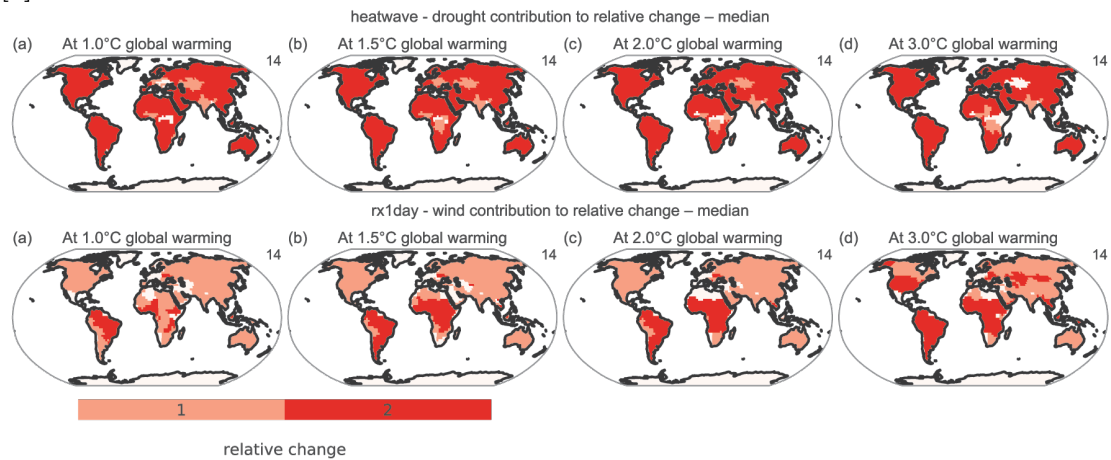 heatwave - drought contribution to relative change – median
(a) At 1.0°C global warming (b) At 1.5°C global warming (c) At 2.0°C global warming (d) At 3.0°C global warming
14 14 14 14
rx1day - wind contribution to relative change – median
(a) At 1.0°C global warming (b) At 1.5°C global warming (c) At 2.0°C global warming (d) At 3.0°C global warming
14 14 14 14
1 2
relative change